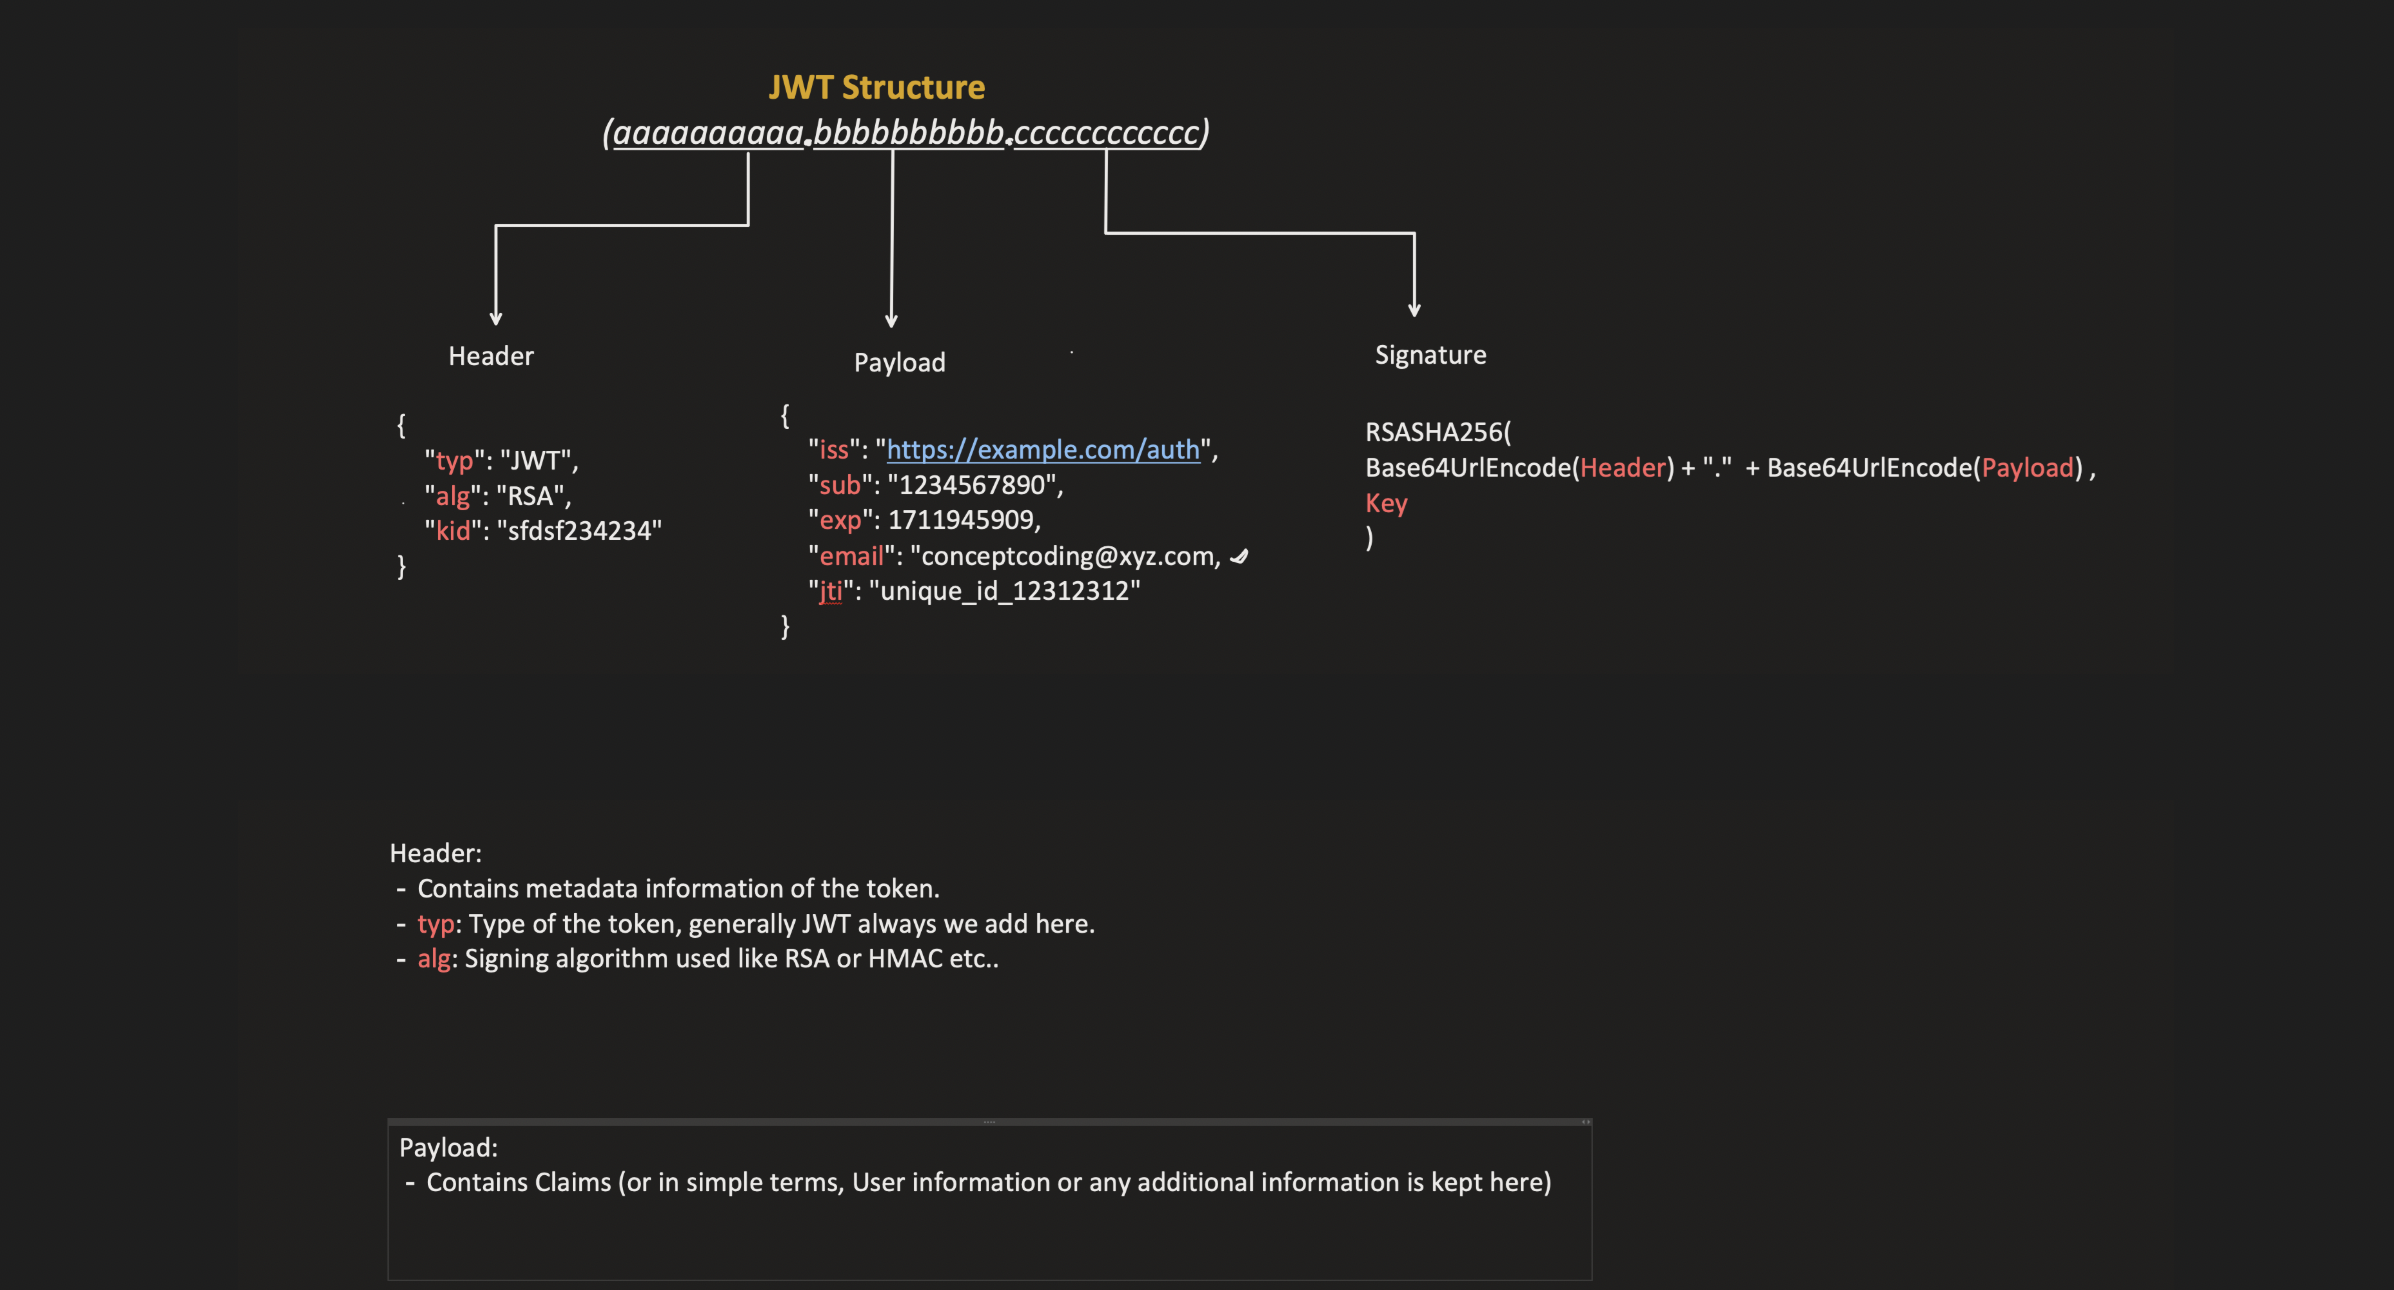 JWT Structure
(aaaaaaaaaa.bbbbbbbbbb.cccccccccccc)
Header
{
"typ": "JWT",
"alg": "RSA",
"kid": "sfdsf234234"
}
Payload
{
"iss": "https://example.com/auth",
"sub": "1234567890",
"exp": 1711945909,
"email": "conceptcoding@xyz.com,
"jti": "unique_id_12312312"
}
Signature
RSASHA256(
Base64UrlEncode(Header) + "." + Base64UrlEncode(Payload) ,
Key
)
Header:
- Contains metadata information of the token.
- typ: Type of the token, generally JWT always we add here.
- alg: Signing algorithm used like RSA or HMAC etc..
Payload:
- Contains Claims (or in simple terms, User information or any additional information is kept here)